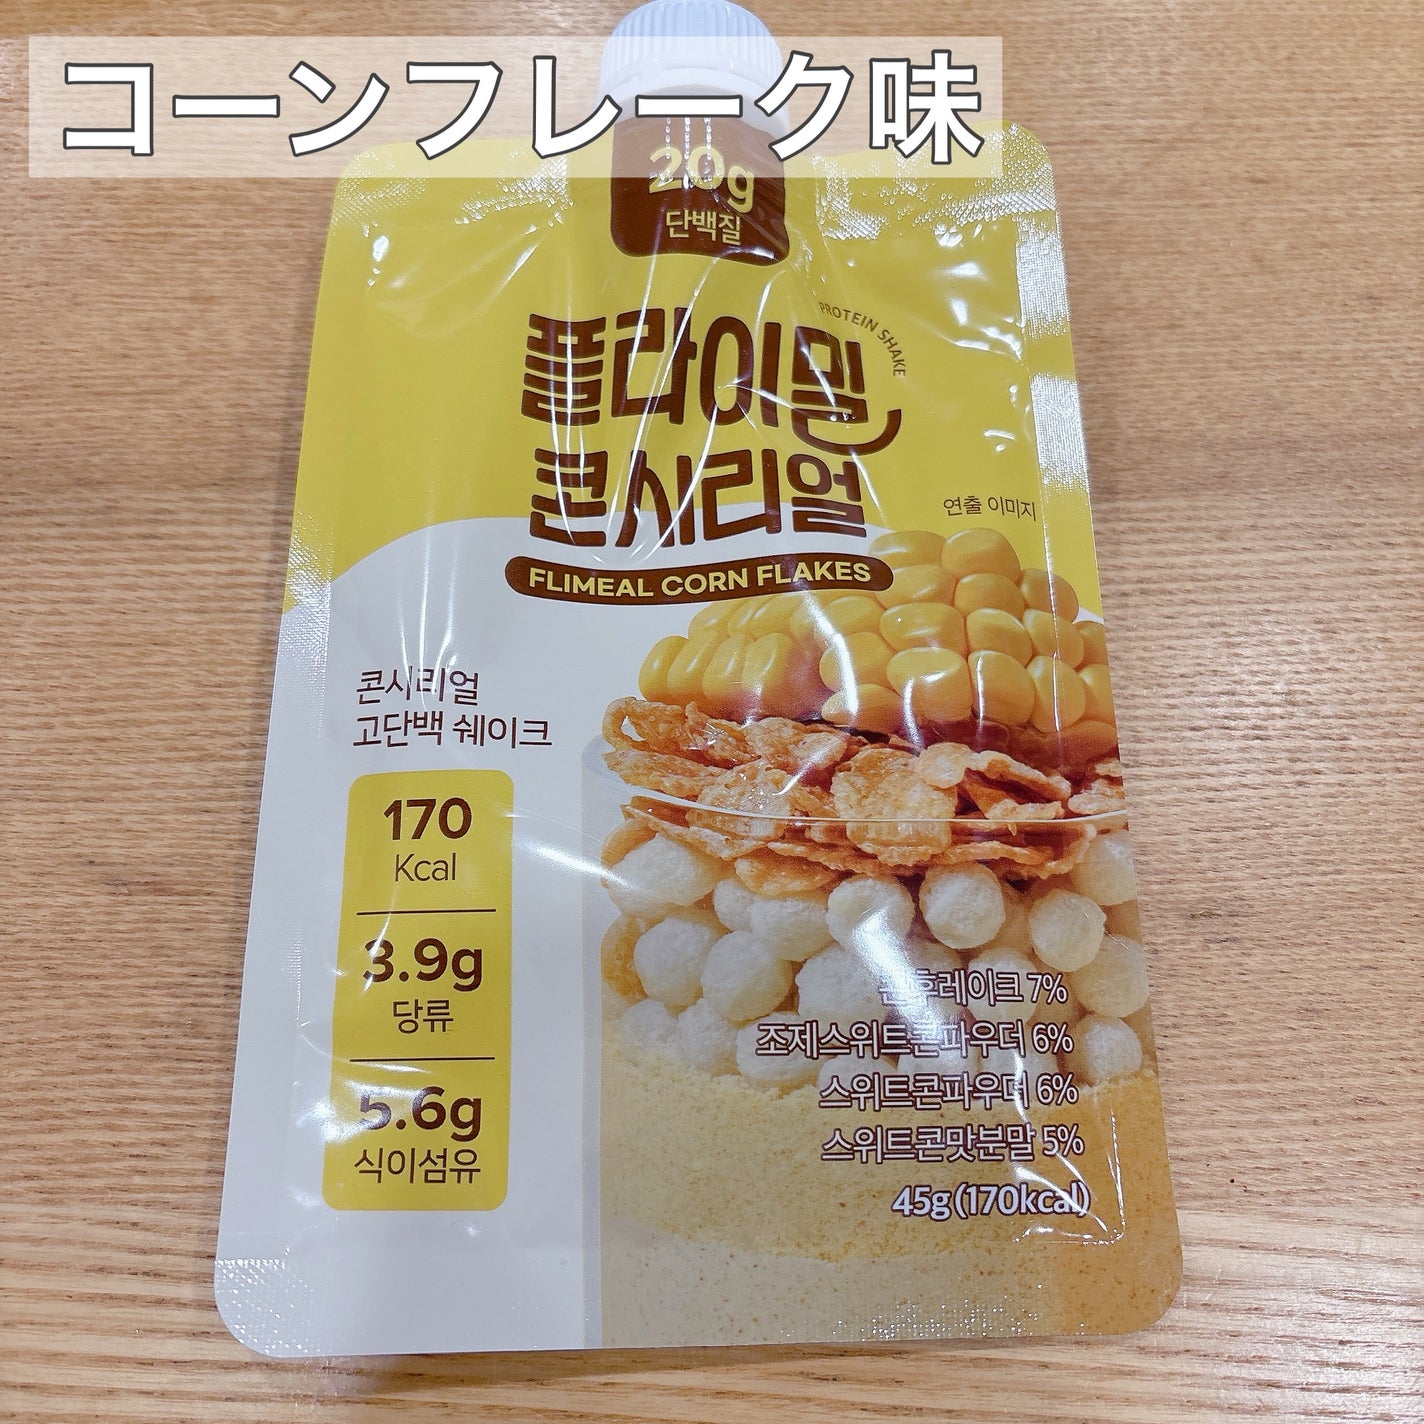 コーンフレーク味
20g
단백질
PROTEIN SHAKE
플라이밀
콘시리얼
FLIMEAL CORN FLAKES
연출 이미지
콘시리얼
고단백 쉐이크
170
Kcal
3.9g
당류
5.6g
식이섬유
콘후레이크 7%
조제스위트콘파우더 6%
스위트콘파우더 6%
스위트콘맛분말 5%
45g(170kcal)